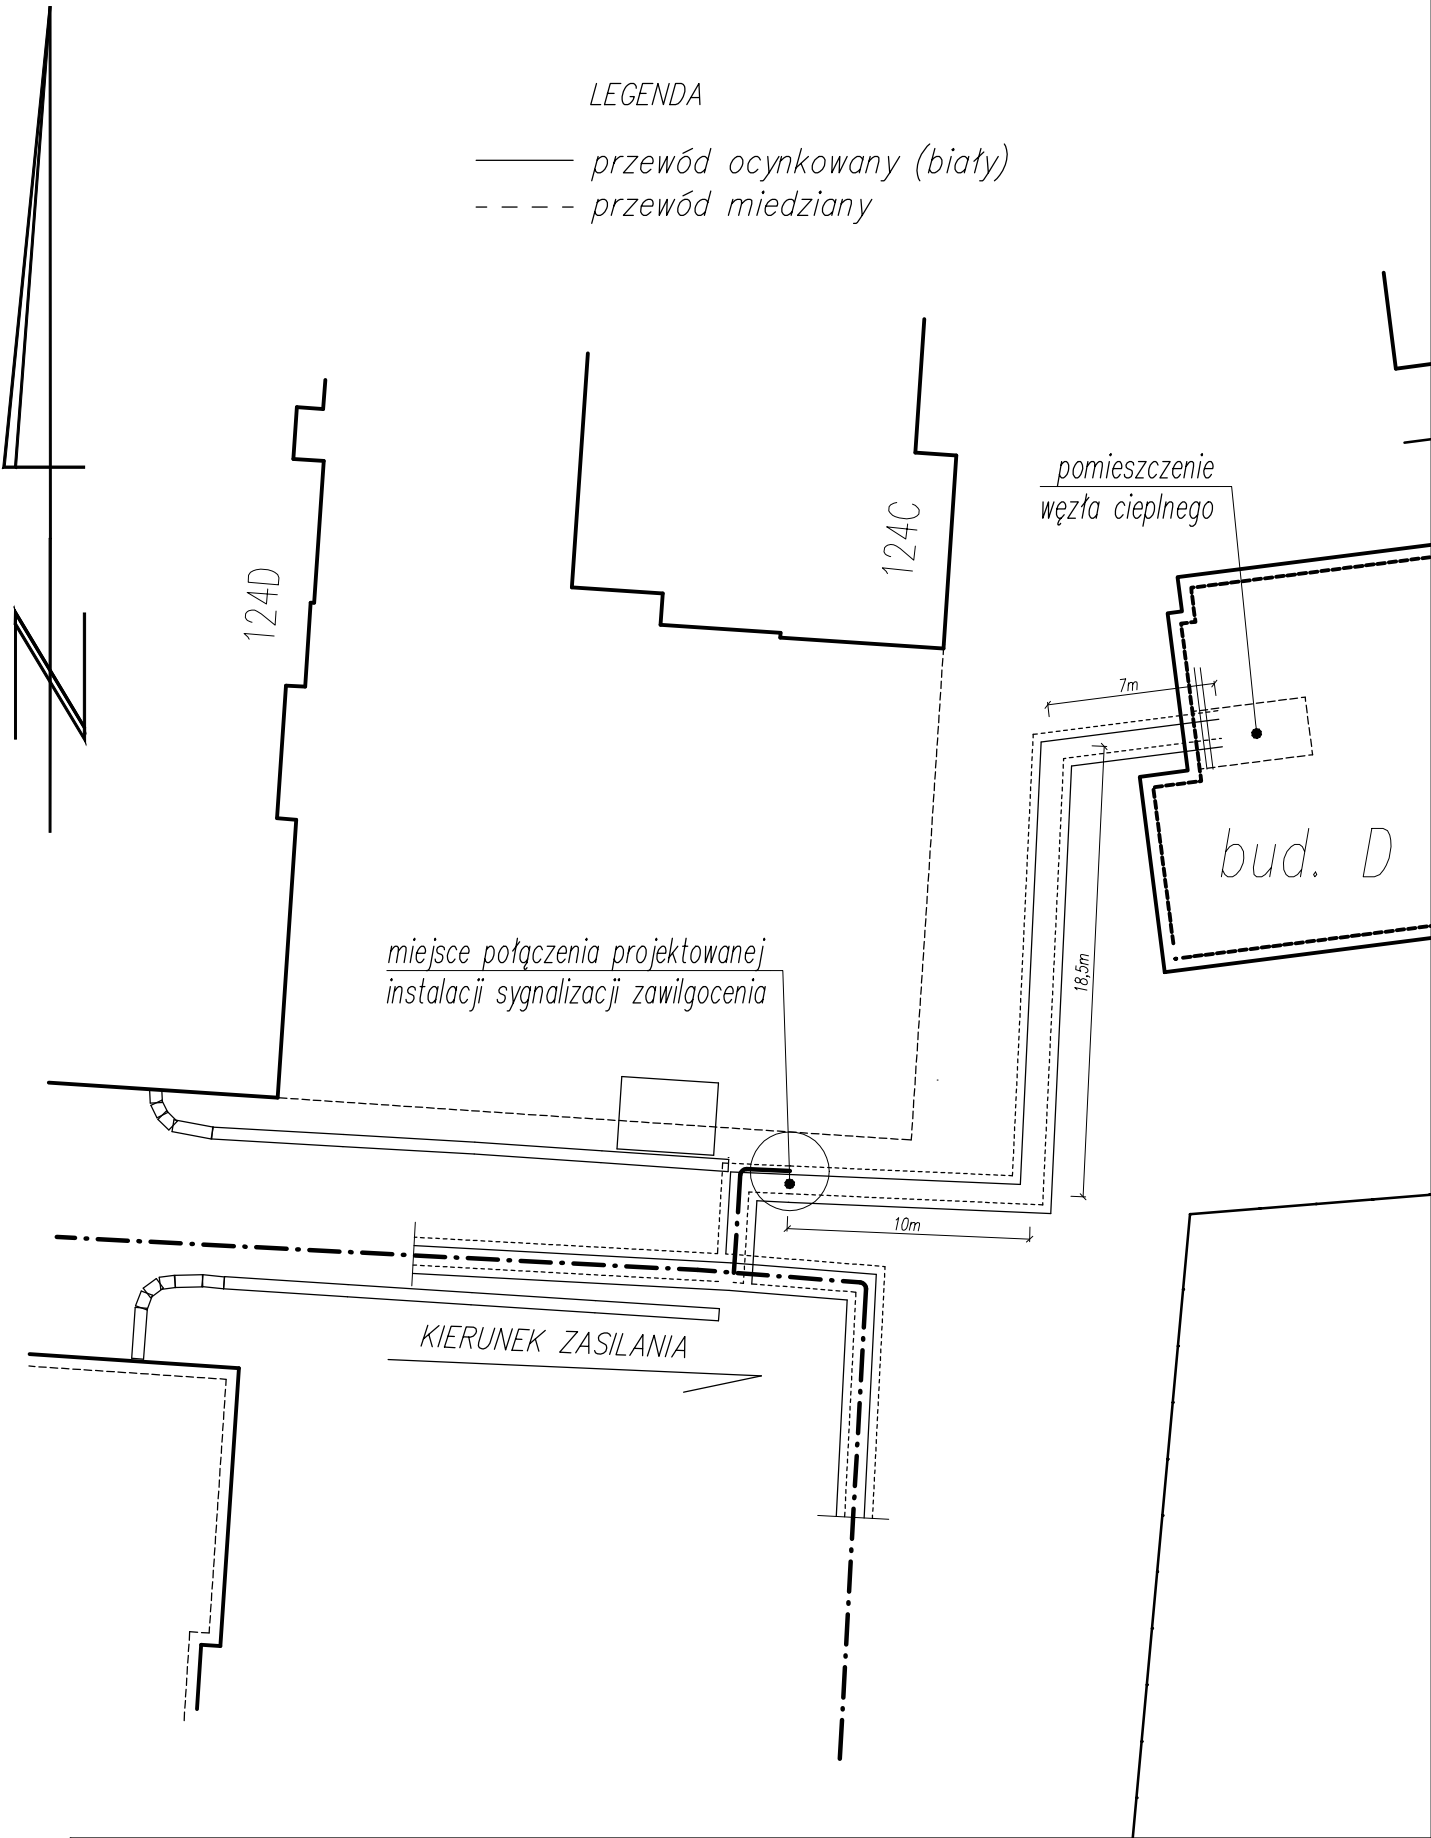 LEGENDA
przewód ocynkowany (biały)
przewód miedziany
pomieszczenie
węzła cieplnego
124C
124D
N
7m
bud. D
miejsce połączenia projektowanej
instalacji sygnalizacji zawilgocenia
18,5m
10m
KIERUNEK ZASILANIA